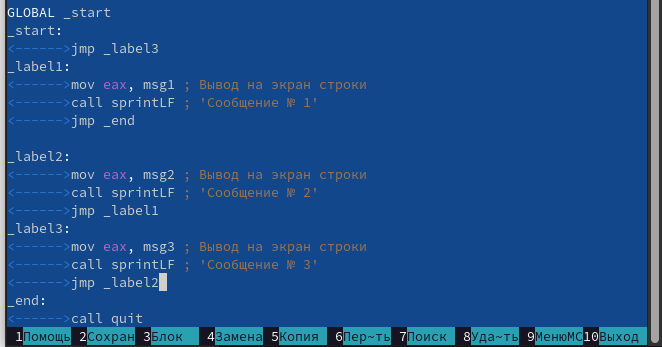 GLOBAL _start
_start:
<------>jmp _label3
_label1:
<------>mov eax, msg1 ; Вывод на экран строки
<------>call sprintLF ; 'Сообщение № 1'
<------>jmp _end
_label2:
<------>mov eax, msg2 ; Вывод на экран строки
<------>call sprintLF ; 'Сообщение № 2'
<------>jmp _label1
_label3:
<------>mov eax, msg3 ; Вывод на экран строки
<------>call sprintLF ; 'Сообщение № 3'
<------>jmp _label2
_end:
<------>call quit
1Помощь 2Сохран 3Блок 4Замена 5Копия 6Пер~ть 7Поиск 8Уда~ть 9МенюMC 10Выход